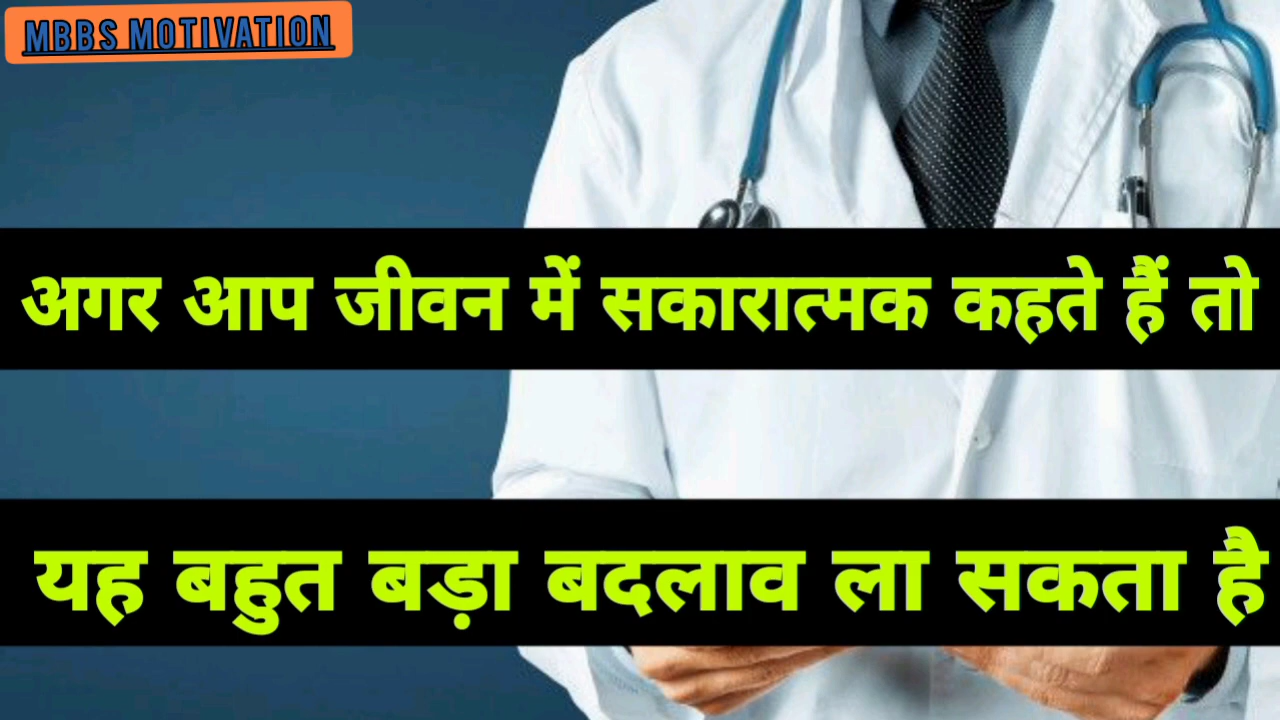 MBBS MOTIVATION
अगर आप जीवन में सकारात्मक कहते हैं तो
यह बहुत बड़ा बदलाव ला सकता है